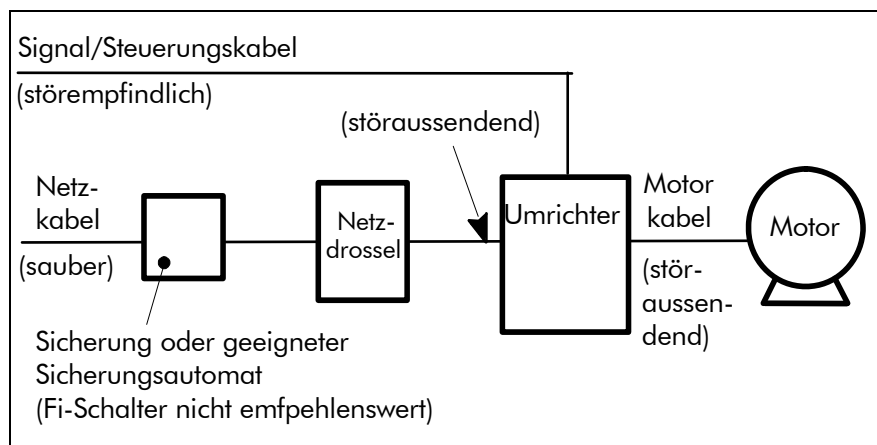 Signal/Steuerungskabel
(störempfindlich)
(störaussendend)
Netz-
kabel
(sauber)
Netz-
drossel
Umrichter
Motor
kabel
(stör-
aussen-
dend)
Motor
Sicherung oder geeigneter
Sicherungsautomat
(Fi-Schalter nicht emfpehlenswert)